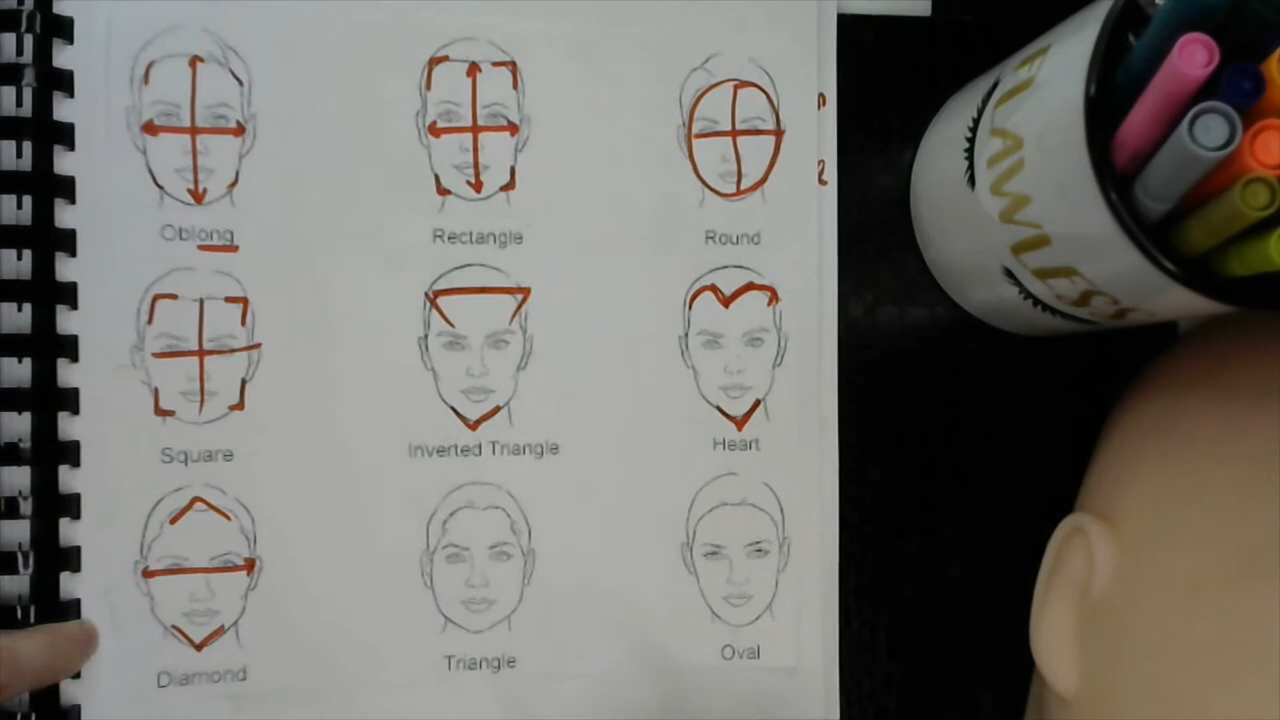 Oblong
Rectangle
Round
Square
Inverted Triangle
Heart
Diamond
Triangle
Oval
FLAWLESS